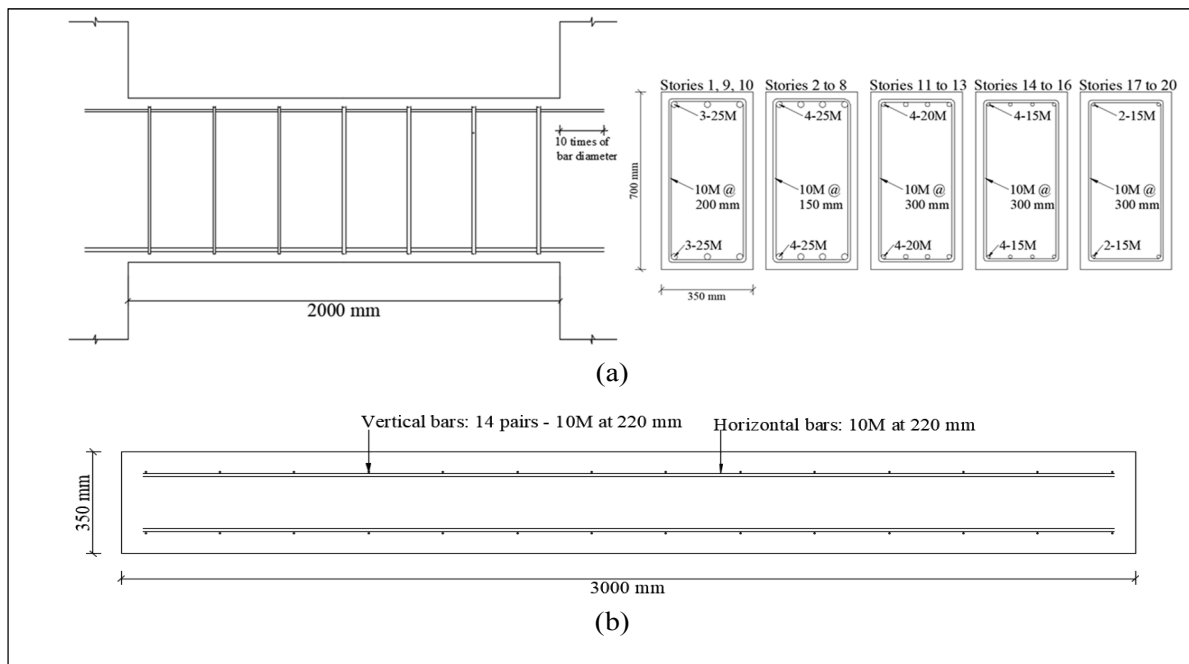 Stories 1, 9, 10
Stories 2 to 8
Stories 11 to 13
Stories 14 to 16
Stories 17 to 20
3-25M
4-25M
4-20M
4-15M
2-15M
10 times of
bar diameter
700 mm
10M @
200 mm
10M @
150 mm
10M @
300 mm
10M @
300 mm
10M @
300 mm
3-25M
4-25M
4-20M
4-15M
2-15M
350 mm
2000 mm
(a)
Vertical bars: 14 pairs - 10M at 220 mm
Horizontal bars: 10M at 220 mm
350 mm
3000 mm
(b)